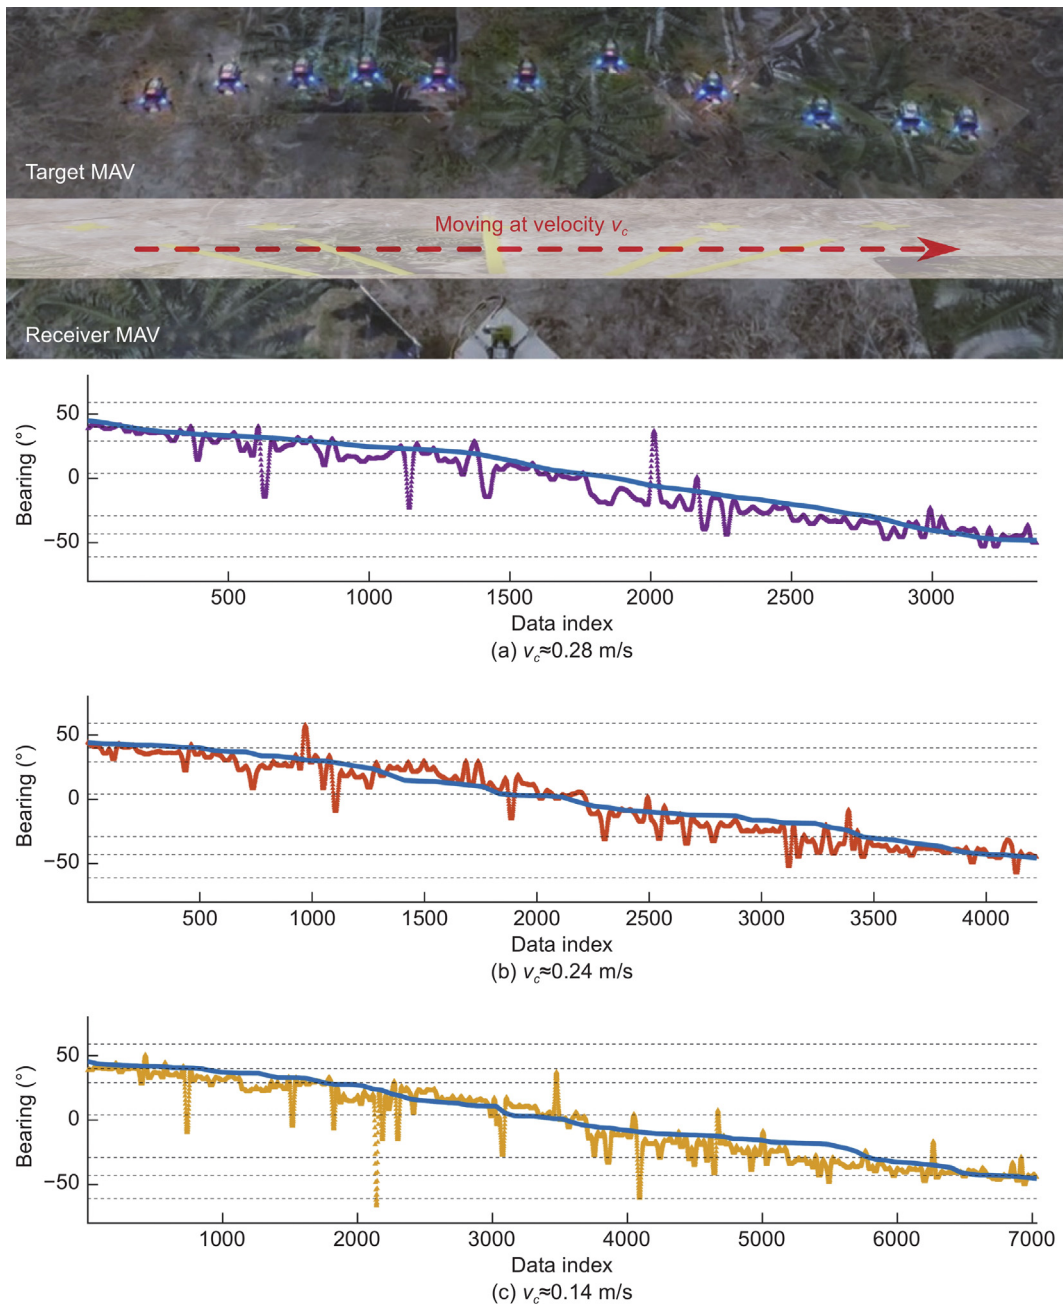 Target MAV
Moving at velocity v_c
Receiver MAV
50
0
−50
Bearing (°)
500 1000 1500 2000 2500 3000
Data index
(a) v_c≈0.28 m/s
50
0
−50
Bearing (°)
500 1000 1500 2000 2500 3000 3500 4000
Data index
(b) v_c≈0.24 m/s
50
0
−50
Bearing (°)
1000 2000 3000 4000 5000 6000 7000
Data index
(c) v_c≈0.14 m/s